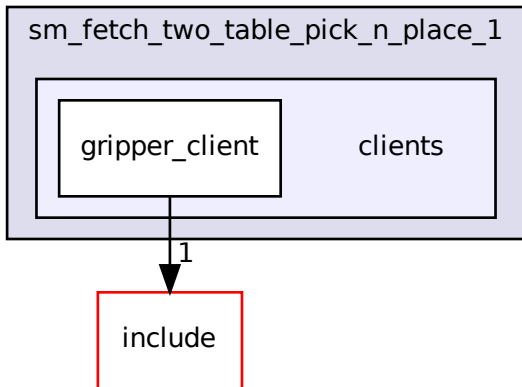 sm_fetch_two_table_pick_n_place_1
gripper_client
clients
1
include